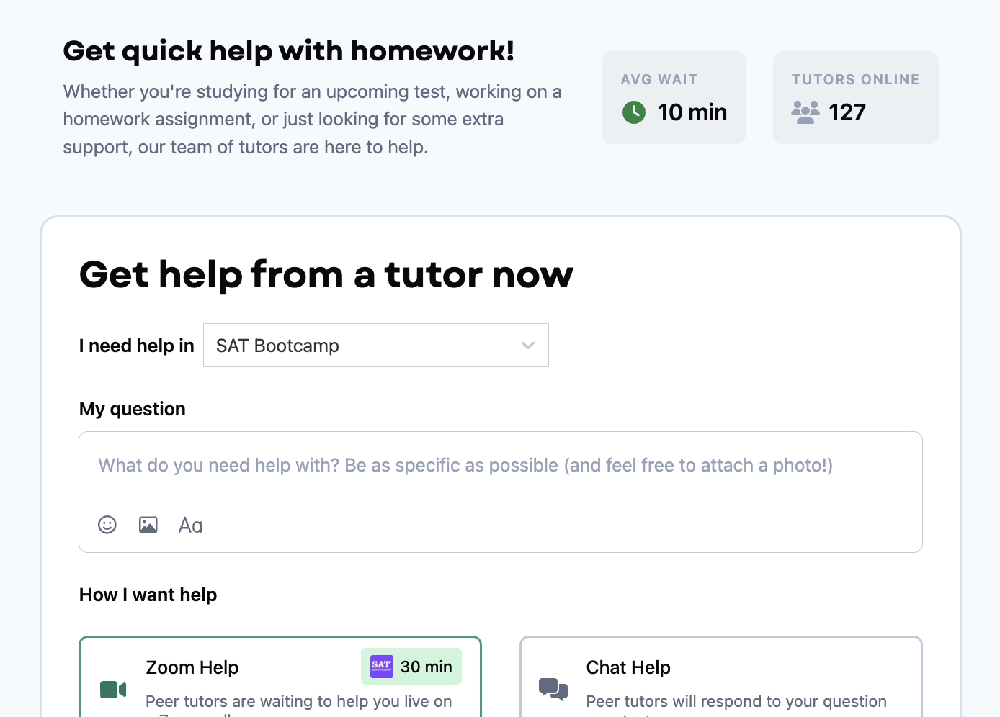 Get quick help with homework!
Whether you're studying for an upcoming test, working on a
homework assignment, or just looking for some extra
support, our team of tutors are here to help.
AVG WAIT
10 min
TUTORS ONLINE
127
Get help from a tutor now
I need help in
SAT Bootcamp
My question
What do you need help with? Be as specific as possible (and feel free to attach a photo!)
Aa
How I want help
Zoom Help
SAT
BOOTCAMP
30 min
Peer tutors are waiting to help you live on
Chat Help
Peer tutors will respond to your question